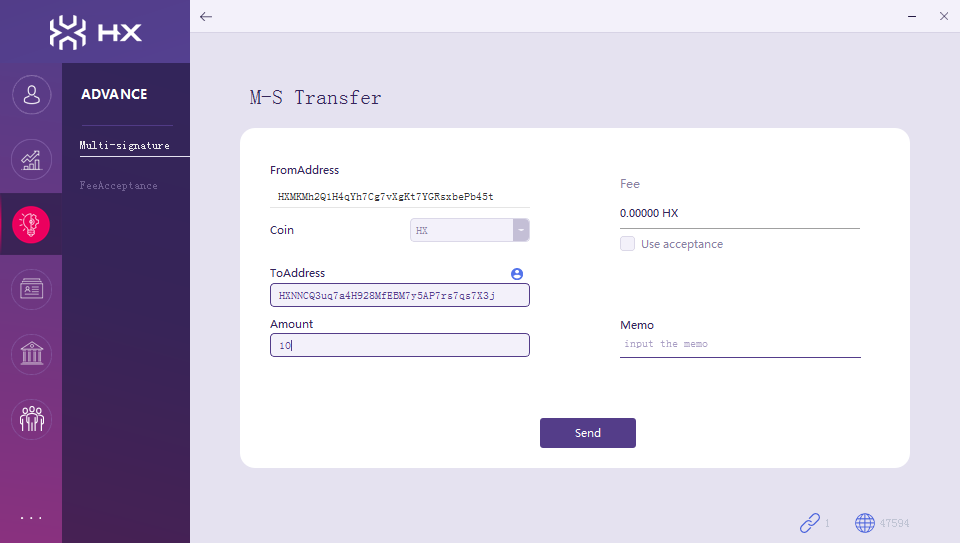 HX
ADVANCE
Multi-signature
FeeAcceptance
...
M-S Transfer
FromAddress
HXMKMh2Q1H4qYh7Cg7vXgKt7YGRszbePb45t
Coin
HX
ToAddress
HXNNCQ3uq7a4H928MfEBM7y5AP7rs7qs7X3j
Amount
10
Fee
0.00000 HX
Use acceptance
Memo
input the memo
Send
1
47594